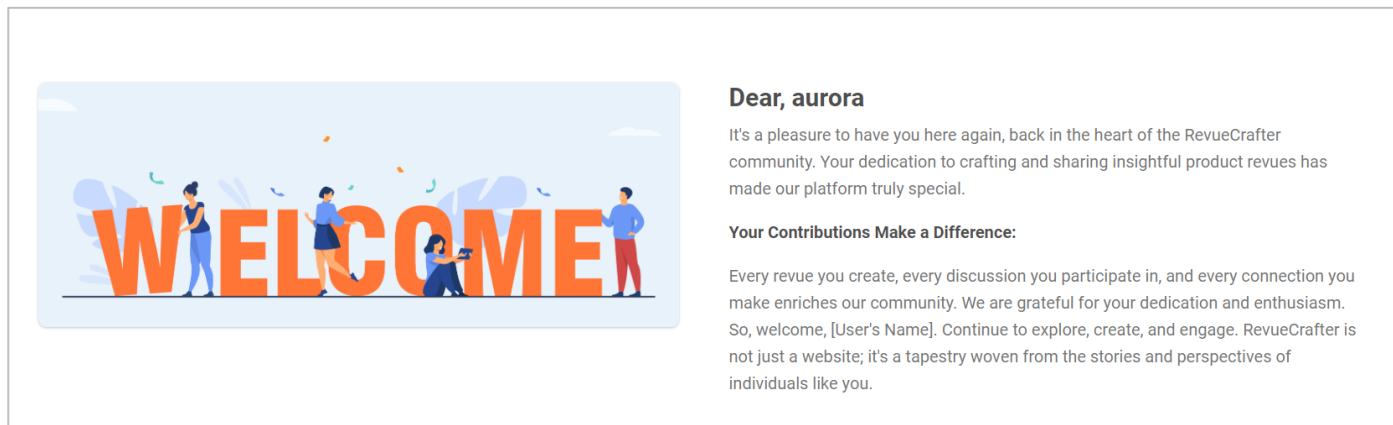 WELCOME
Dear, aurora
It's a pleasure to have you here again, back in the heart of the RevueCrafter
community. Your dedication to crafting and sharing insightful product revues has
made our platform truly special.
Your Contributions Make a Difference:
Every revue you create, every discussion you participate in, and every connection you
make enriches our community. We are grateful for your dedication and enthusiasm.
So, welcome, [User's Name]. Continue to explore, create, and engage. RevueCrafter is
not just a website; it's a tapestry woven from the stories and perspectives of
individuals like you.